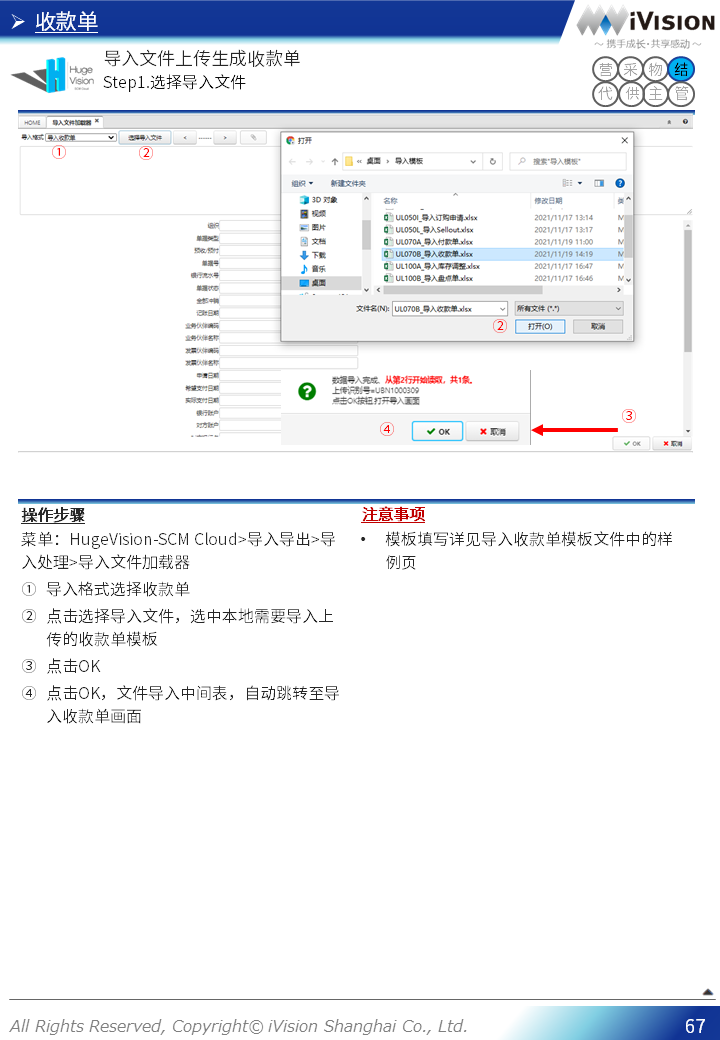 收款单
iVISION
～ 携手成长·共享感动 ～
Huge
Vision
导入文件上传生成收款单
Step1.选择导入文件
营 采 物 结
代 供 主 管
HOME 导入文件加载器 ×
导入格式 导入收款单 选择导入文件 < ------ >
① ②
打开
« 桌面 › 导入模板
搜索"导入模板"
组织 新建文件夹
3D 对象
视频
图片
文档
下载
音乐
桌面
名称 修改日期
UL050I_导入订购申请.xlsx 2021/11/17 13:14
UL050L_导入Sellout.xlsx 2021/11/17 13:17
UL070A_导入付款单.xlsx 2021/11/19 11:00
UL070B_导入收款单.xlsx 2021/11/19 14:19
UL100A_导入库存调整.xlsx 2021/11/17 16:47
UL100B_导入盘点单.xlsx 2021/11/17 16:46
文件名(N): UL070B_导入收款单.xlsx 所有文件 (*.*)
② 打开(O) 取消
组织
单据类型
预收/预付
单据号
银行流水号
单据状态
全部冲销
记账日期
业务伙伴编码
业务伙伴名称
发票伙伴编码
发票伙伴名称
申请日期
希望支付日期
实际支付日期
银行账户
对方账户
数据导入完成、从第2行开始读取，共1条。
上传识别号=UBN1000309
点击OK按钮,打开导入画面
④ OK 取消
③
OK 取消
操作步骤
菜单：HugeVision-SCM Cloud>导入导出>导
入处理>导入文件加载器
① 导入格式选择收款单
② 点击选择导入文件，选中本地需要导入上
传的收款单模板
③ 点击OK
④ 点击OK，文件导入中间表，自动跳转至导
入收款单画面
注意事项
• 模板填写详见导入收款单模板文件中的样
例页
All Rights Reserved, Copyright© iVision Shanghai Co., Ltd.
67